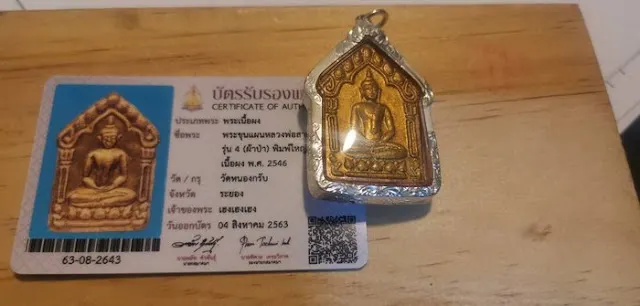 บัตรรับรองพ
CERTIFICATE OF AUTH
ประเภทพระ พระเนื้อผง
ชื่อพระ พระขุนแผนหลวงพ่อสา
รุ่น 4 (ผ้าป่า) พิมพ์ใหญ่
เนื้อผง พ.ศ. 2546
วัด / กรุ วัดหนองกรับ
จังหวัด ระยอง
เจ้าของพระ เฮงเฮงเฮง
วันออกบัตร 04 สิงหาคม 2563
63-08-2643